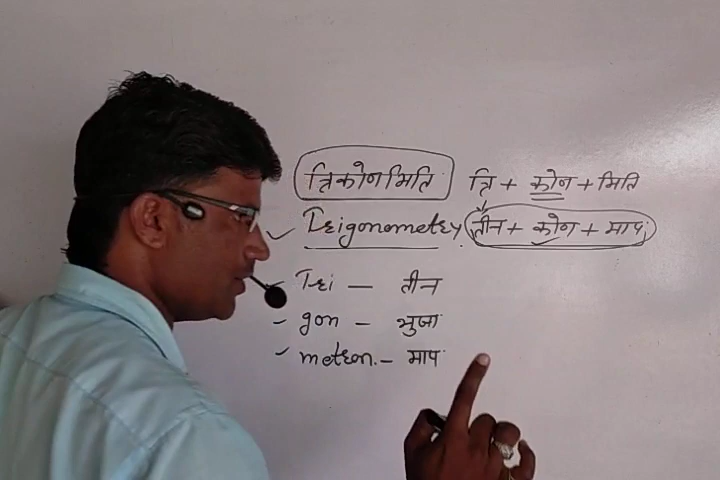 त्रिकोणमिति त्रि + कोण + मिति
Trigonometry तीन + कोण + माप
Tri — तीन
gon — भुजा
metron. — माप